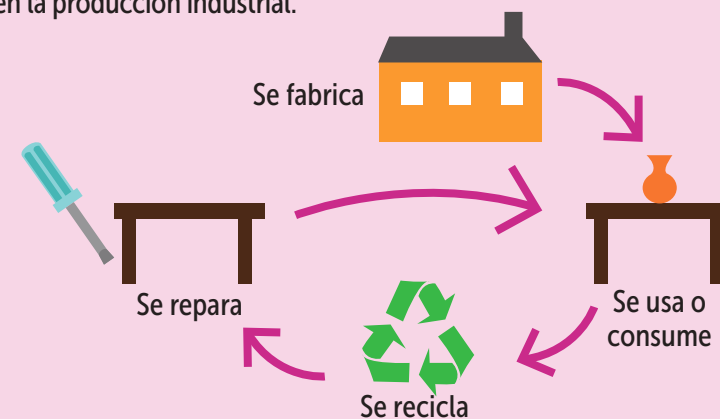 en la producción industrial.
Se fabrica
Se repara
Se usa o
consume
Se recicla